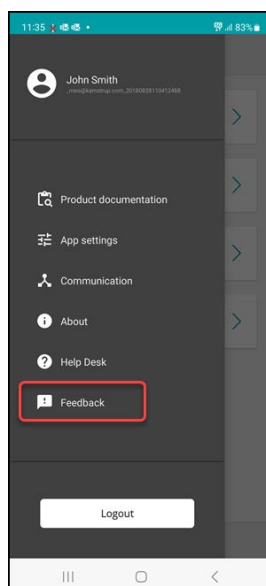 11:35
83%
John Smith
Product documentation
App settings
Communication
About
Help Desk
Feedback
Logout